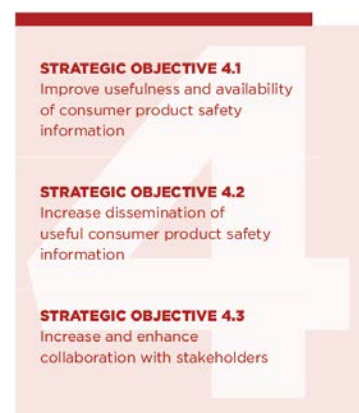 STRATEGIC OBJECTIVE 4.1
Improve usefulness and availability
of consumer product safety
information
STRATEGIC OBJECTIVE 4.2
Increase dissemination of
useful consumer product safety
information
STRATEGIC OBJECTIVE 4.3
Increase and enhance
collaboration with stakeholders
4